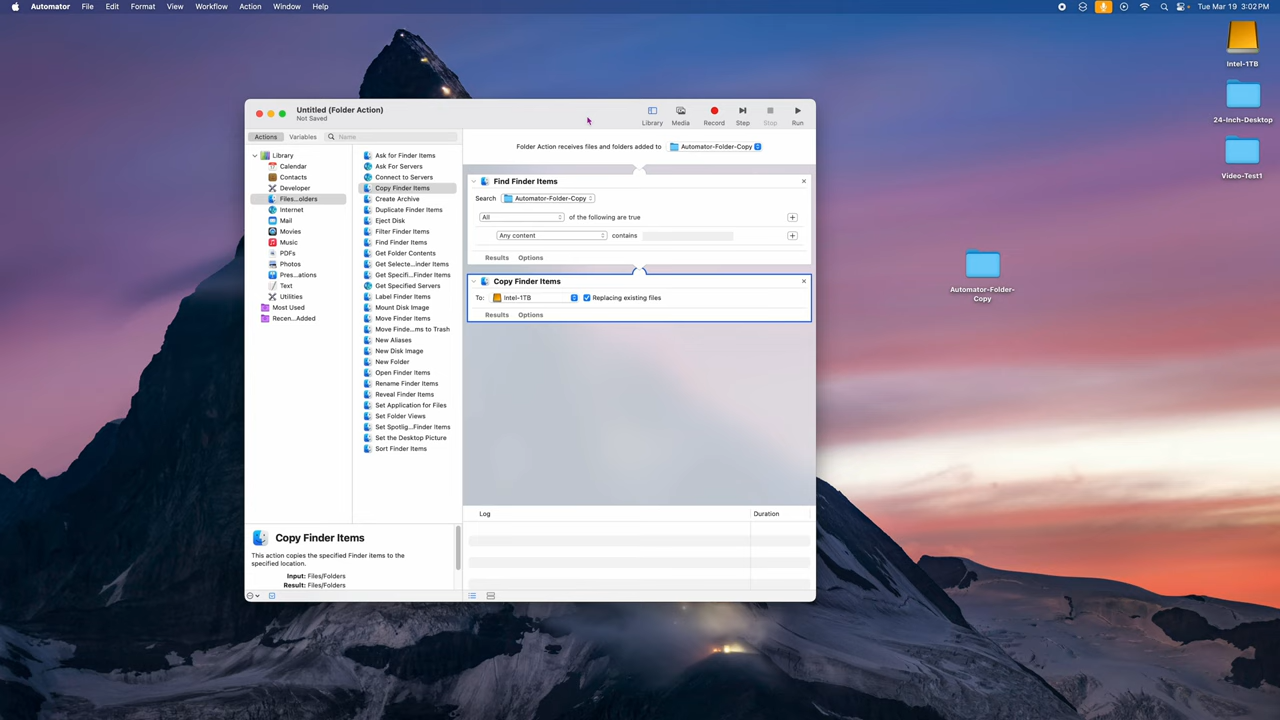 Automator File Edit Format View Workflow Action Window Help
Tue Mar 19 3:02 PM
Intel-1TB
24-Inch-Desktop
Video-Test1
Automator-Folder-
Copy
Untitled (Folder Action)
Not Saved
Library Media Record Step Stop Run
Actions Variables Name
Library
Calendar
Contacts
Developer
Files...olders
Internet
Mail
Movies
Music
PDFs
Photos
Pres...ations
Text
Utilities
Most Used
Recen...Added
Ask for Finder Items
Ask For Servers
Connect to Servers
Copy Finder Items
Create Archive
Duplicate Finder Items
Eject Disk
Filter Finder Items
Find Finder Items
Get Folder Contents
Get Selecte...inder Items
Get Specifi...Finder Items
Get Specified Servers
Label Finder Items
Mount Disk Image
Move Finder Items
Move Finde...ms to Trash
New Aliases
New Disk Image
New Folder
Open Finder Items
Rename Finder Items
Reveal Finder Items
Set Application for Files
Set Folder Views
Set Spotlig...Finder Items
Set the Desktop Picture
Sort Finder Items
Folder Action receives files and folders added to Automator-Folder-Copy
Find Finder Items
Search Automator-Folder-Copy
All of the following are true
Any content contains
Results Options
Copy Finder Items
To: Intel-1TB Replacing existing files
Results Options
Log Duration
Copy Finder Items
This action copies the specified Finder items to the
specified location.
Input: Files/Folders
Result: Files/Folders